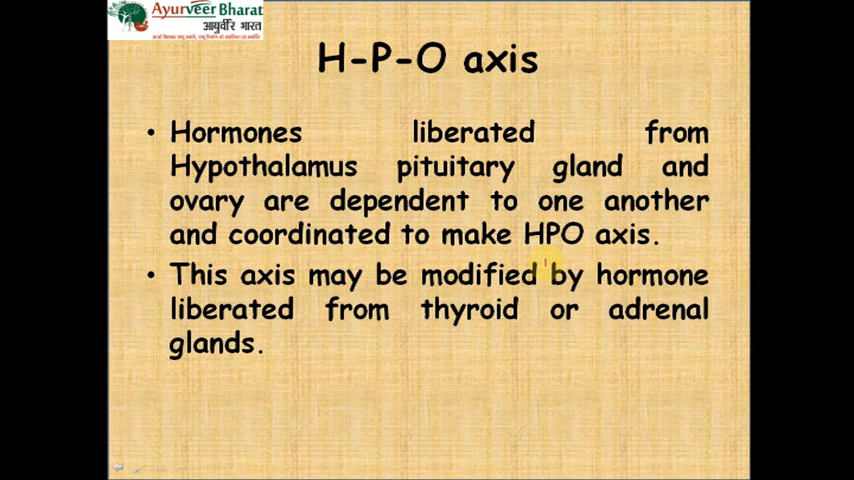 Ayurveer Bharat
आयुर्वीर भारत
H-P-O axis
• Hormones liberated from
Hypothalamus pituitary gland and
ovary are dependent to one another
and coordinated to make HPO axis.
• This axis may be modified by hormone
liberated from thyroid or adrenal
glands.